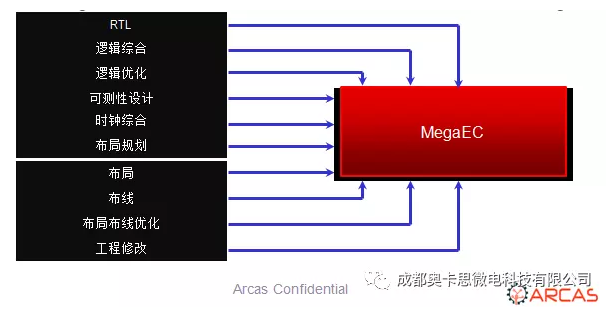 RTL
逻辑综合
逻辑优化
可测性设计
时钟综合
布局规划
布局
布线
布局布线优化
工程修改
MegaEC
Arcas Confidential
成都奥卡思微电科技有限公司
ARCAS